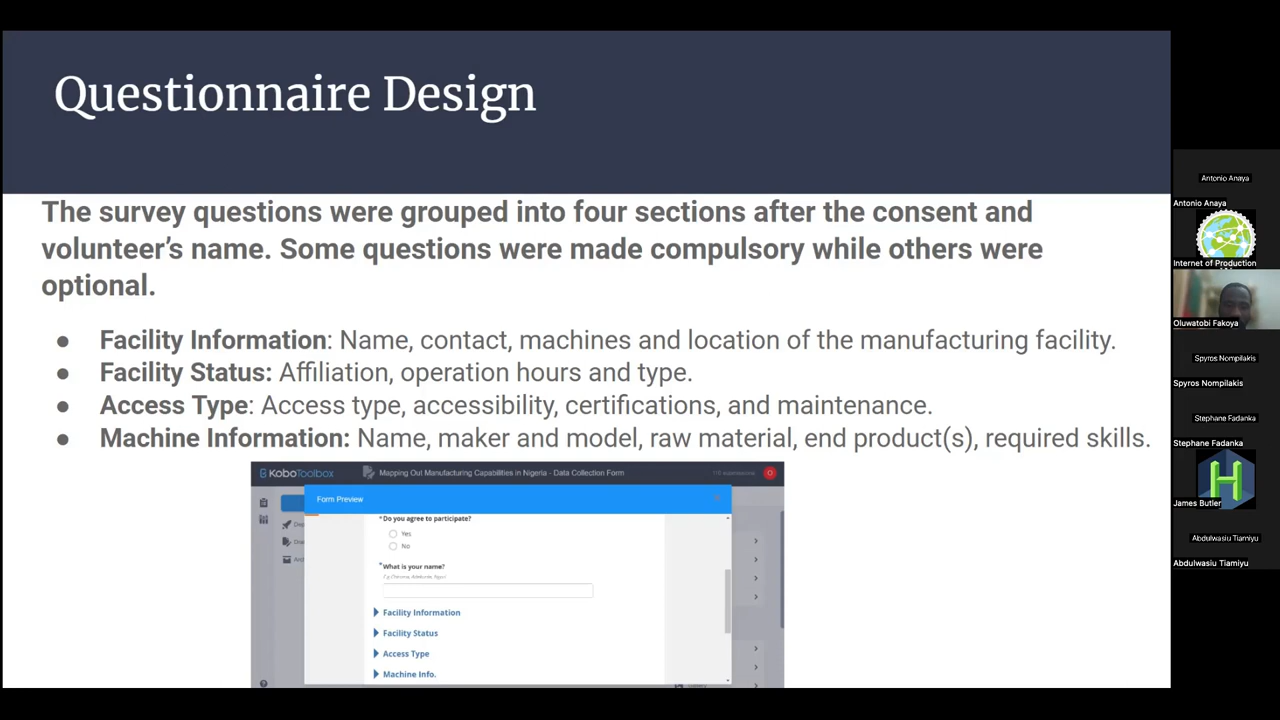 Questionnaire Design
The survey questions were grouped into four sections after the consent and
volunteer’s name. Some questions were made compulsory while others were
optional.
● Facility Information: Name, contact, machines and location of the manufacturing facility.
● Facility Status: Affiliation, operation hours and type.
● Access Type: Access type, accessibility, certifications, and maintenance.
● Machine Information: Name, maker and model, raw material, end product(s), required skills.
KoboToolbox
Mapping Out Manufacturing Capabilities in Nigeria - Data Collection Form
Form Preview
*Do you agree to participate?
Yes
No
*What is your name?
Facility Information
Facility Status
Access Type
Machine Info.
Antonio Anaya
Antonio Anaya
Internet of Production
Oluwatobi Fakoya
Spyros Nompilakis
Spyros Nompilakis
Stephane Fadanka
Stephane Fadanka
James Butler
Abdulwasiu Tiamiyu
Abdulwasiu Tiamiyu